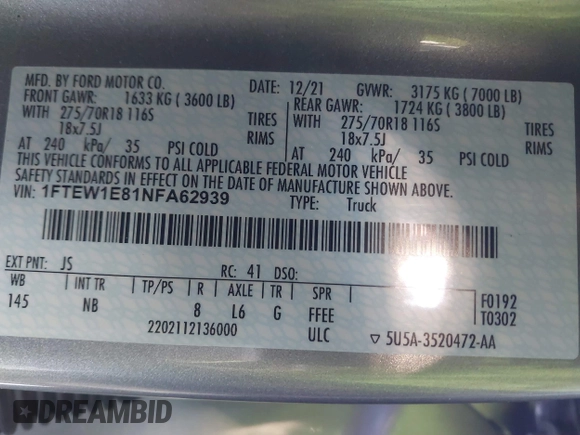 MFD. BY FORD MOTOR CO. DATE: 12/21 GVWR: 3175 KG ( 7000 LB)
FRONT GAWR: 1633 KG ( 3600 LB) REAR GAWR: 1724 KG ( 3800 LB)
WITH 275/70R18 116S TIRES WITH 275/70R18 116S TIRES
18x7.5J RIMS 18x7.5J RIMS
AT 240 kPa/ 35 PSI COLD AT 240 kPa/ 35 PSI COLD
THIS VEHICLE CONFORMS TO ALL APPLICABLE FEDERAL MOTOR VEHICLE
SAFETY STANDARDS IN EFFECT ON THE DATE OF MANUFACTURE SHOWN ABOVE.
VIN: 1FTEW1E81NFA62939 TYPE: Truck
EXT PNT: JS RC: 41 DSO:
WB INT TR TP/PS R AXLE TR SPR F0192
145 NB 8 L6 G FFEE T0302
2202112136000 ULC ▽ 5U5A-3520472-AA
DREAMBID